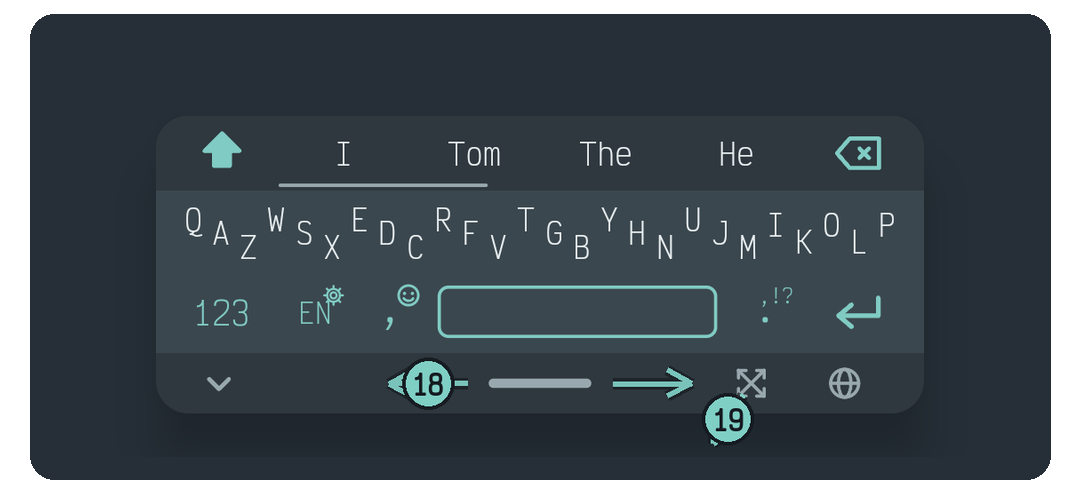 I Tom The He
Q A Z W S X E D C R F V T G B Y H N U J M I K O L P
123 EN , . ,!?
18
19